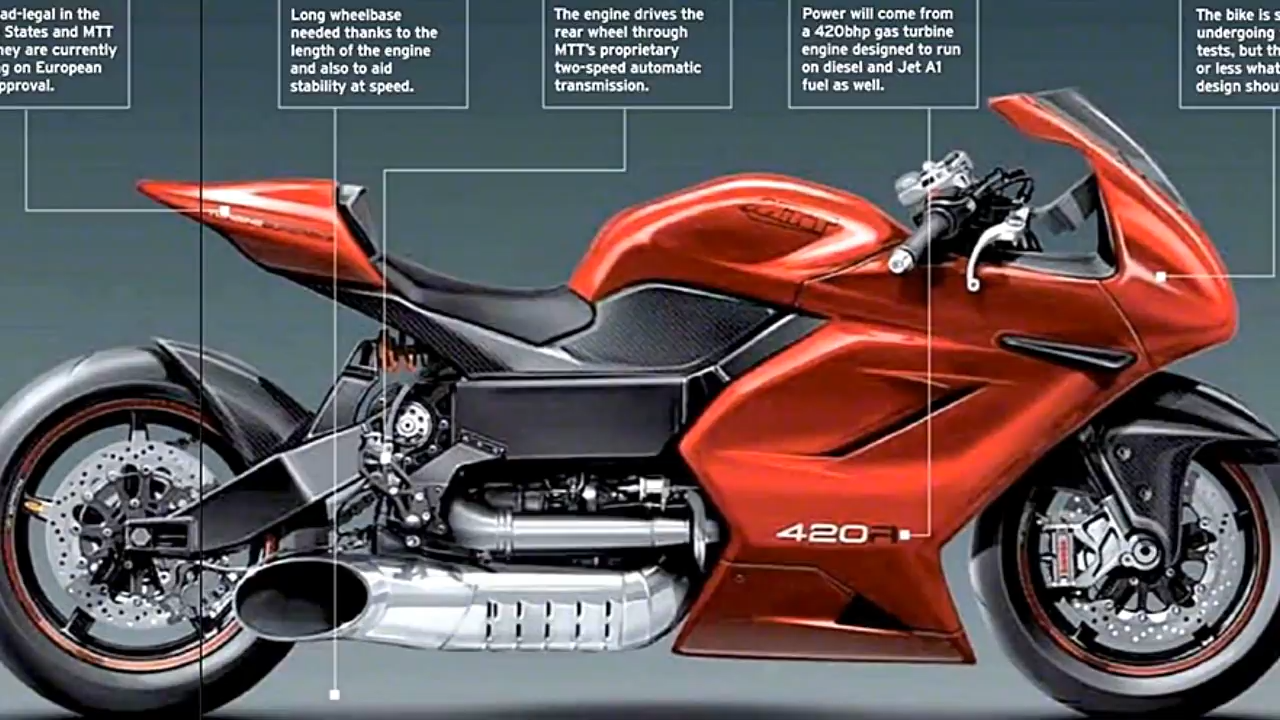 ad-legal in the
States and MTT
hey are currently
g on European
pproval.
Long wheelbase
needed thanks to the
length of the engine
and also to aid
stability at speed.
The engine drives the
rear wheel through
MTT's proprietary
two-speed automatic
transmission.
Power will come from
a 420bhp gas turbine
engine designed to run
on diesel and Jet A1
fuel as well.
The bike is s
undergoing
tests, but th
or less what
design shou
MTT
420R